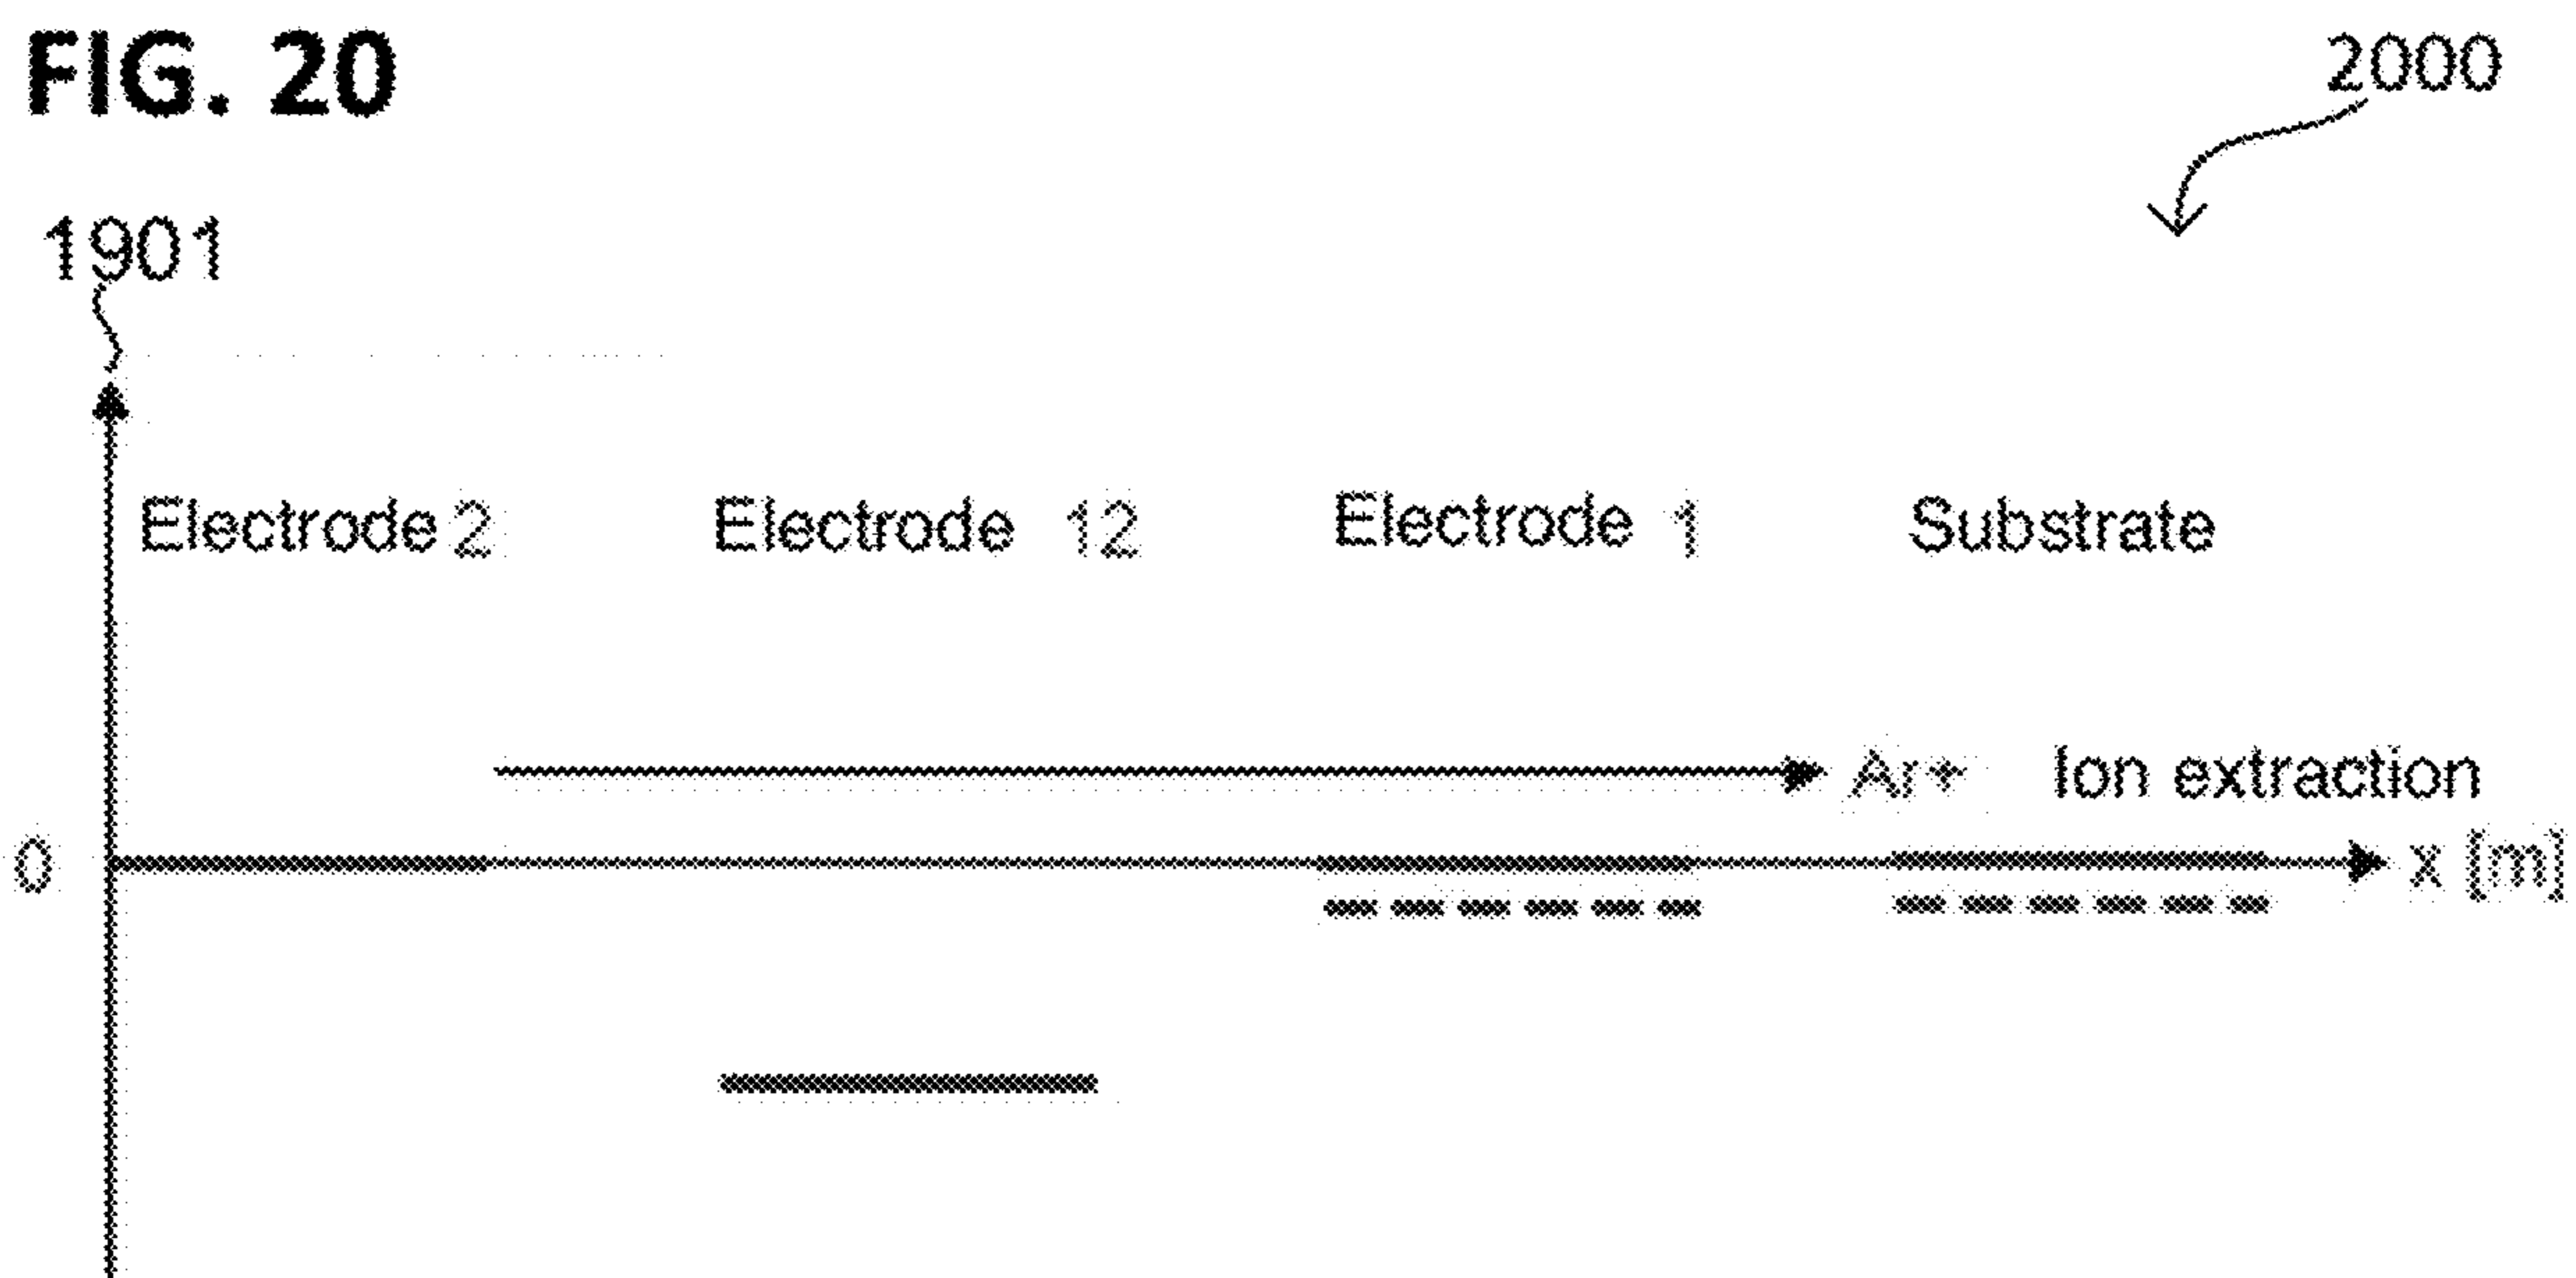 FIG. 20
2000
1901
Electrode 2 Electrode 12 Electrode 1 Substrate
Ar+ Ion extraction
0 x [m]